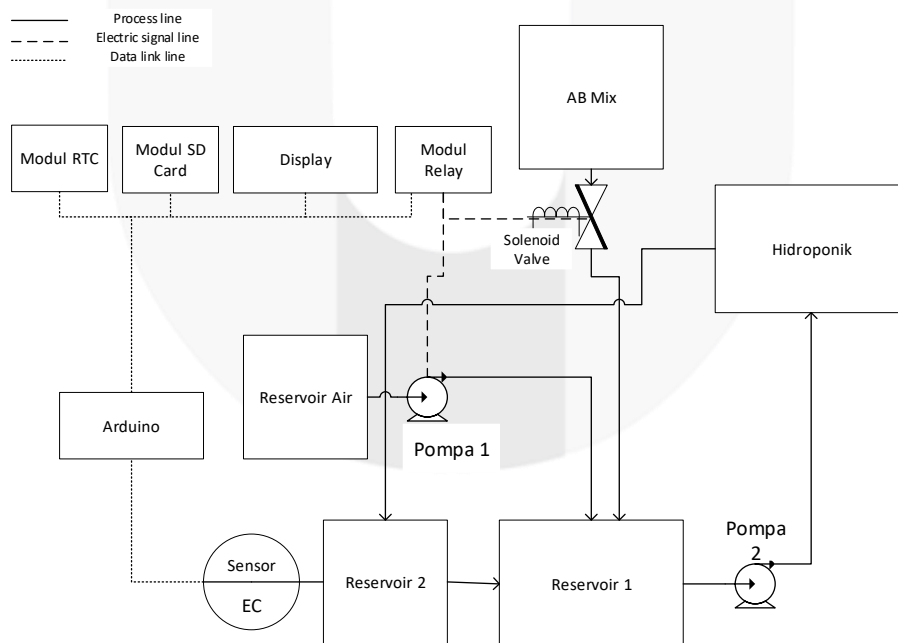 Process line
Electric signal line
Data link line
AB Mix
Modul RTC
Modul SD
Card
Display
Modul
Relay
Solenoid
Valve
Hidroponik
Reservoir Air
Arduino
Pompa 1
Pompa
2
Sensor
EC
Reservoir 2
Reservoir 1